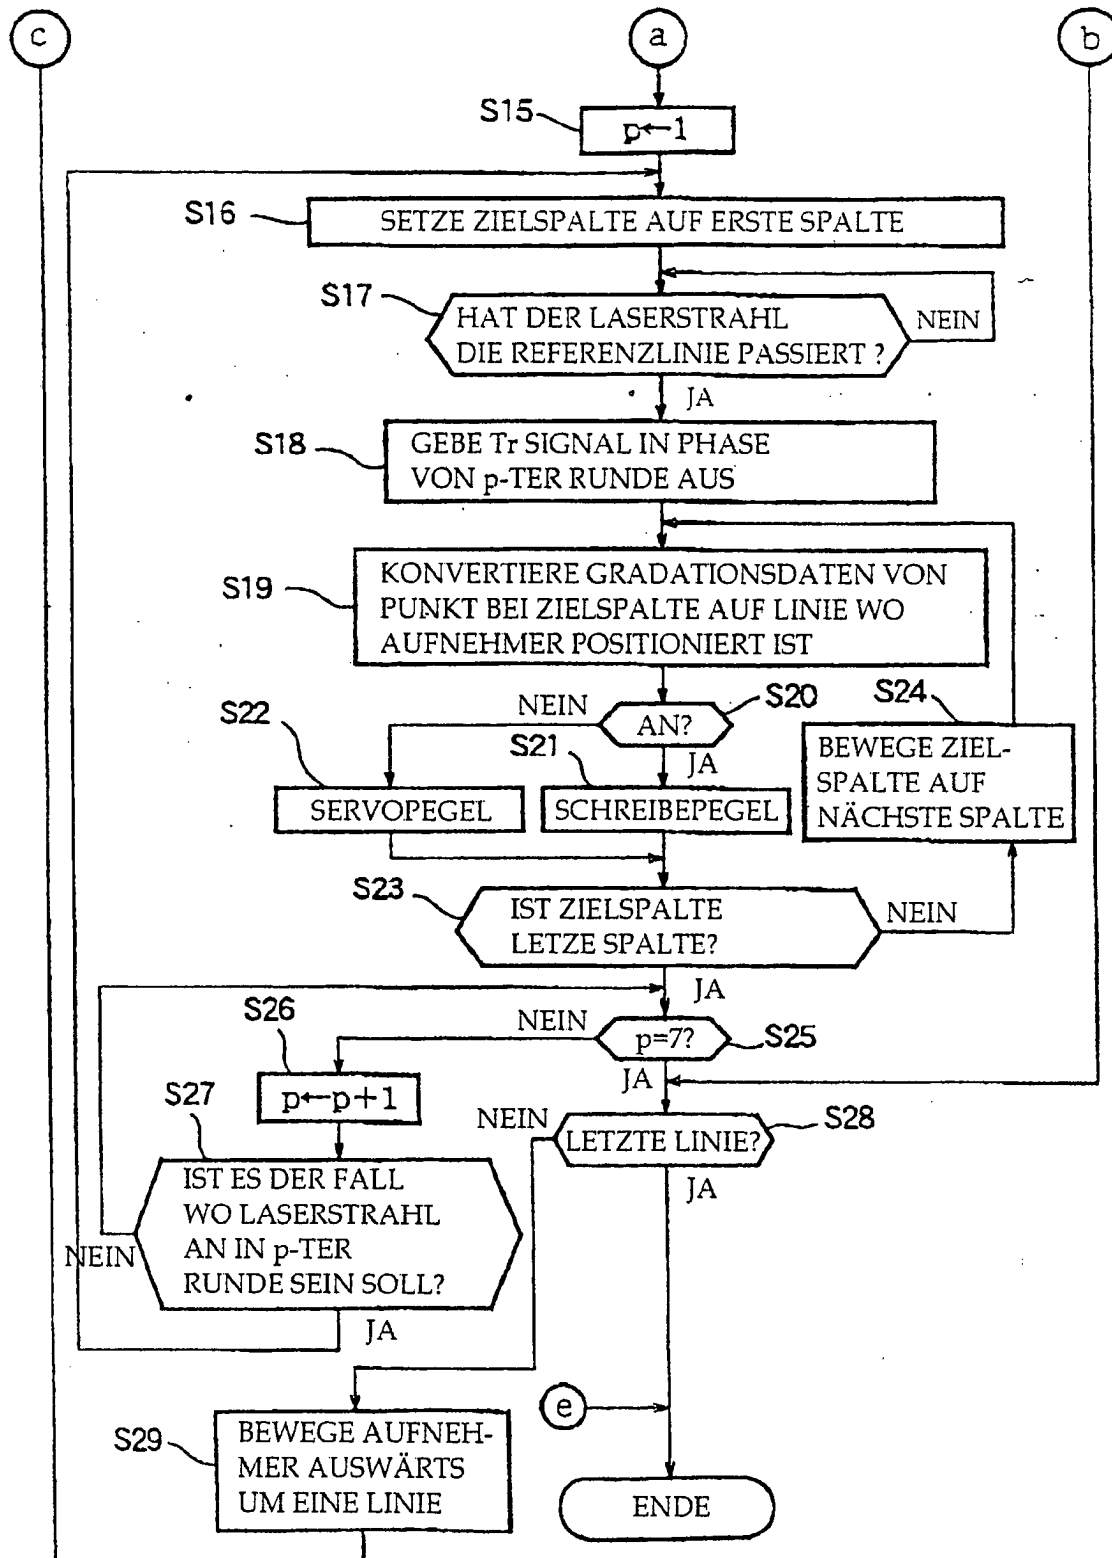 c
a
b
S15
p←1
S16
SETZE ZIELSPALTE AUF ERSTE SPALTE
S17
HAT DER LASERSTRAHL
DIE REFERENZLINIE PASSIERT ?
NEIN
JA
S18
GEBE Tr SIGNAL IN PHASE
VON p-TER RUNDE AUS
S19
KONVERTIERE GRADATIONSDATEN VON
PUNKT BEI ZIELSPALTE AUF LINIE WO
AUFNEHMER POSITIONIERT IST
S20
AN?
NEIN
JA
S22
SERVOPEGEL
S21
SCHREIBEPEGEL
S24
BEWEGE ZIEL-
SPALTE AUF
NÄCHSTE SPALTE
S23
IST ZIELSPALTE
LETZE SPALTE?
NEIN
JA
S25
p=7?
NEIN
JA
S26
p←p+1
S27
IST ES DER FALL
WO LASERSTRAHL
AN IN p-TER
RUNDE SEIN SOLL?
NEIN
JA
S28
LETZTE LINIE?
NEIN
JA
S29
BEWEGE AUFNEH-
MER AUSWÄRTS
UM EINE LINIE
e
ENDE